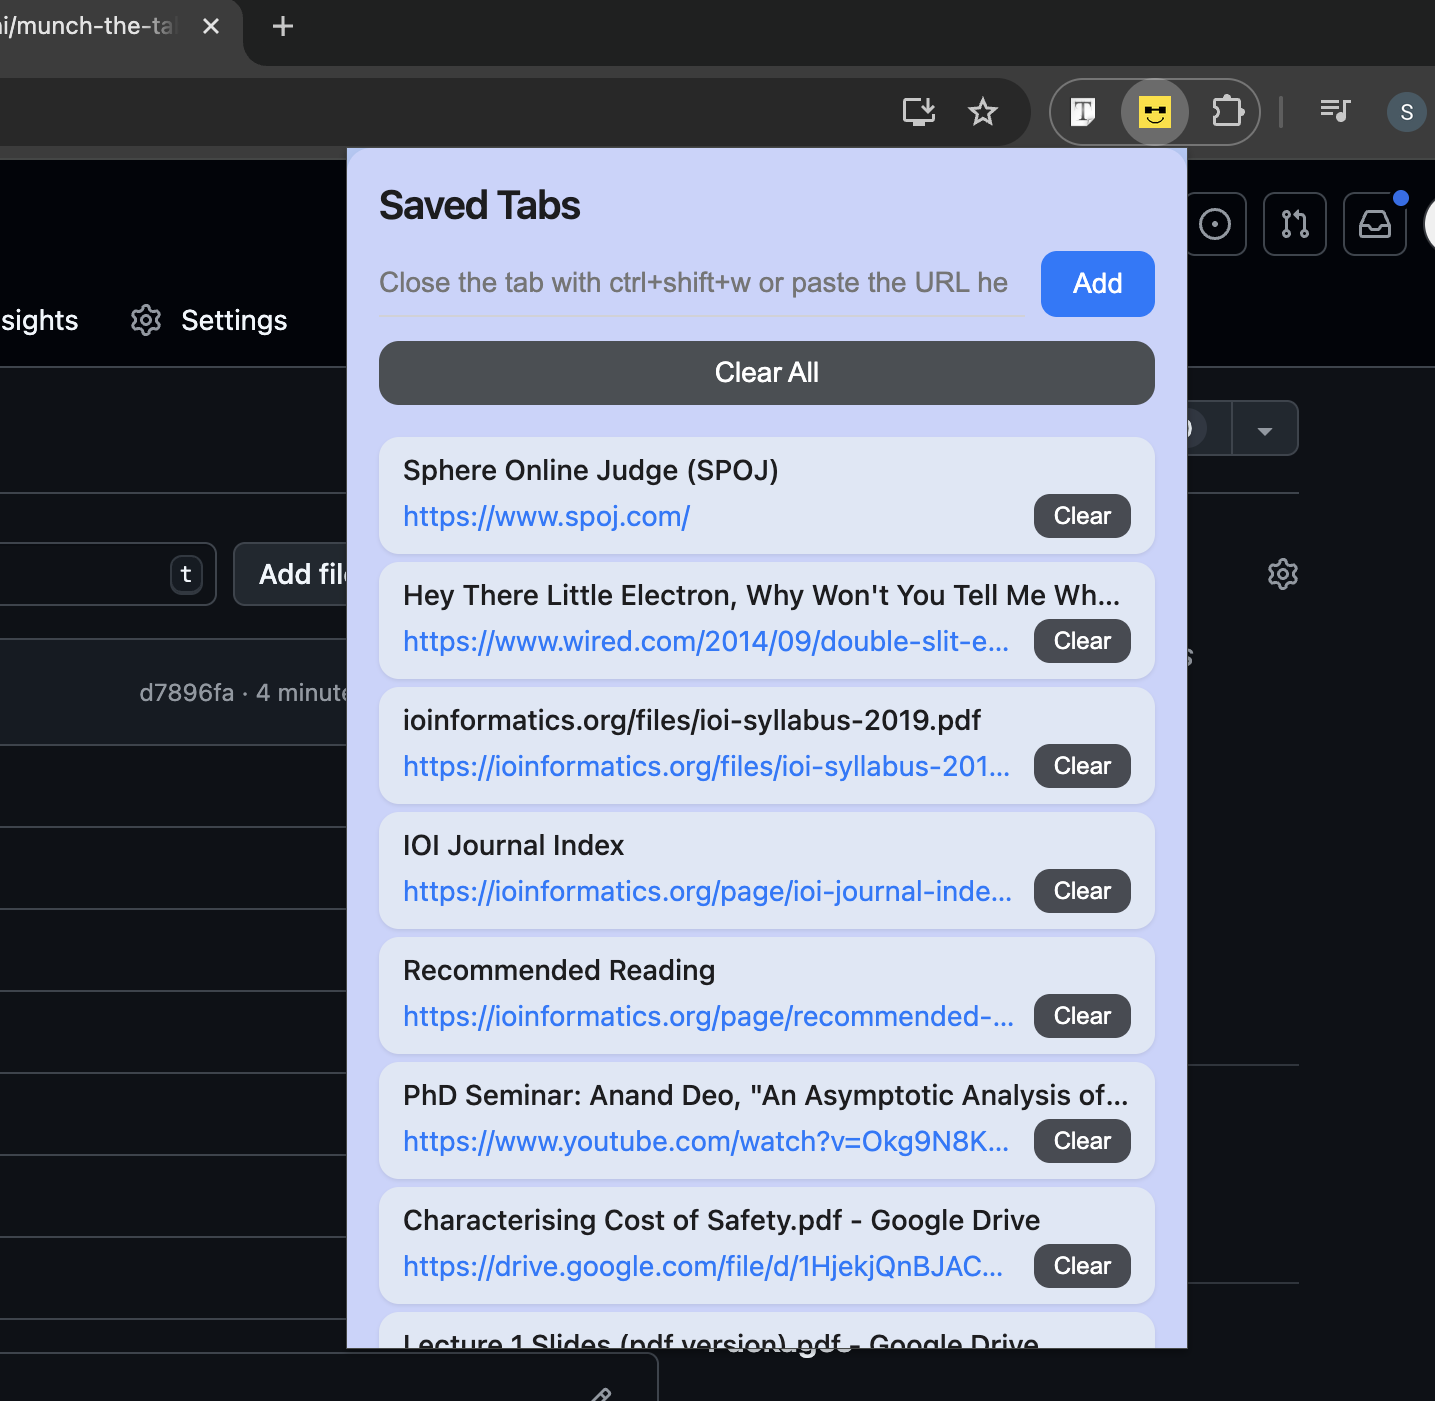 i/munch-the-ta
T
S
Saved Tabs
Close the tab with ctrl+shift+w or paste the URL he
Add
sights
Settings
Clear All
Sphere Online Judge (SPOJ)
https://www.spoj.com/
Clear
t
Add fil
Hey There Little Electron, Why Won't You Tell Me Wh...
https://www.wired.com/2014/09/double-slit-e...
Clear
d7896fa · 4 minute
ioinformatics.org/files/ioi-syllabus-2019.pdf
https://ioinformatics.org/files/ioi-syllabus-201...
Clear
IOI Journal Index
https://ioinformatics.org/page/ioi-journal-inde...
Clear
Recommended Reading
https://ioinformatics.org/page/recommended-...
Clear
PhD Seminar: Anand Deo, "An Asymptotic Analysis of...
https://www.youtube.com/watch?v=Okg9N8K...
Clear
Characterising Cost of Safety.pdf - Google Drive
https://drive.google.com/file/d/1HjekjQnBJAC...
Clear
Lecture 1 Slides (pdf version).pdf - Google Drive